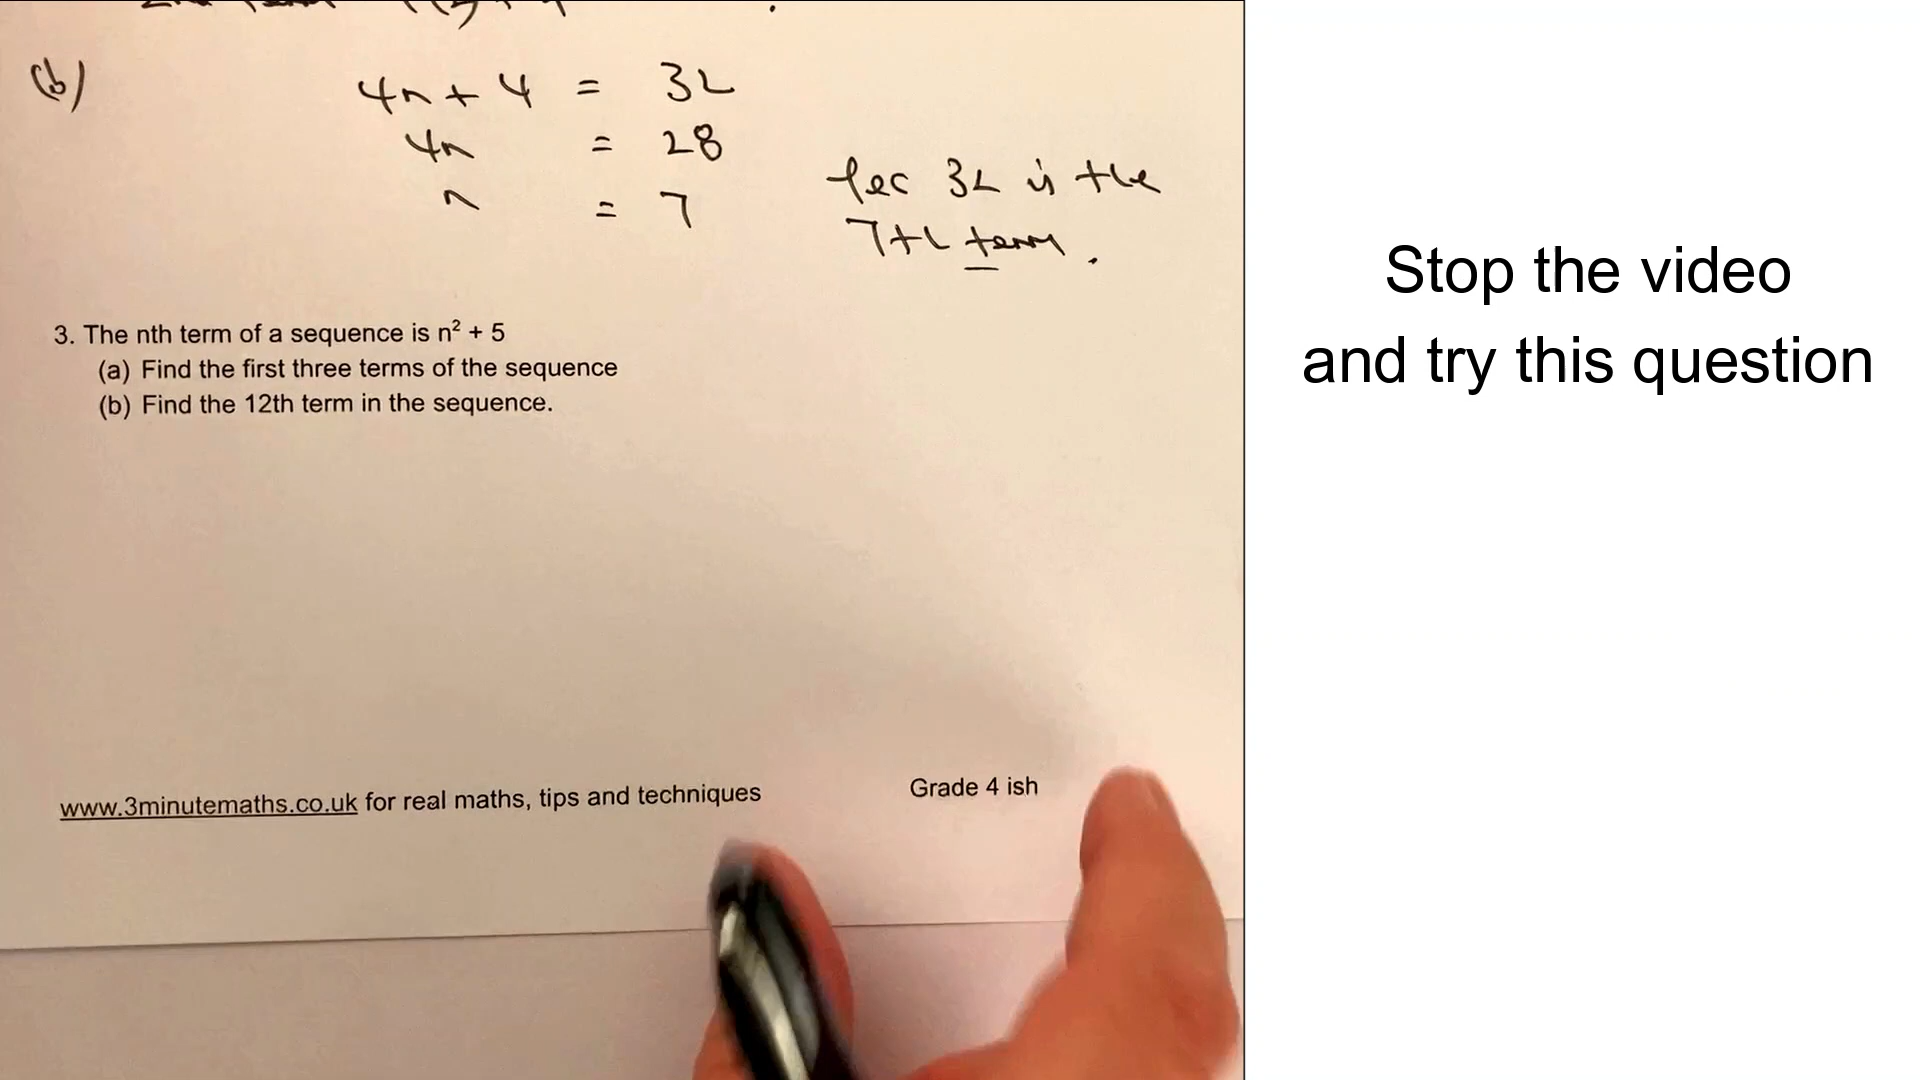 (b)
4n + 4 = 32
4n = 28
n = 7
32 is the
7th term.
3. The nth term of a sequence is n² + 5
(a) Find the first three terms of the sequence
(b) Find the 12th term in the sequence.
www.3minutemaths.co.uk for real maths, tips and techniques
Grade 4 ish
Stop the video
and try this question